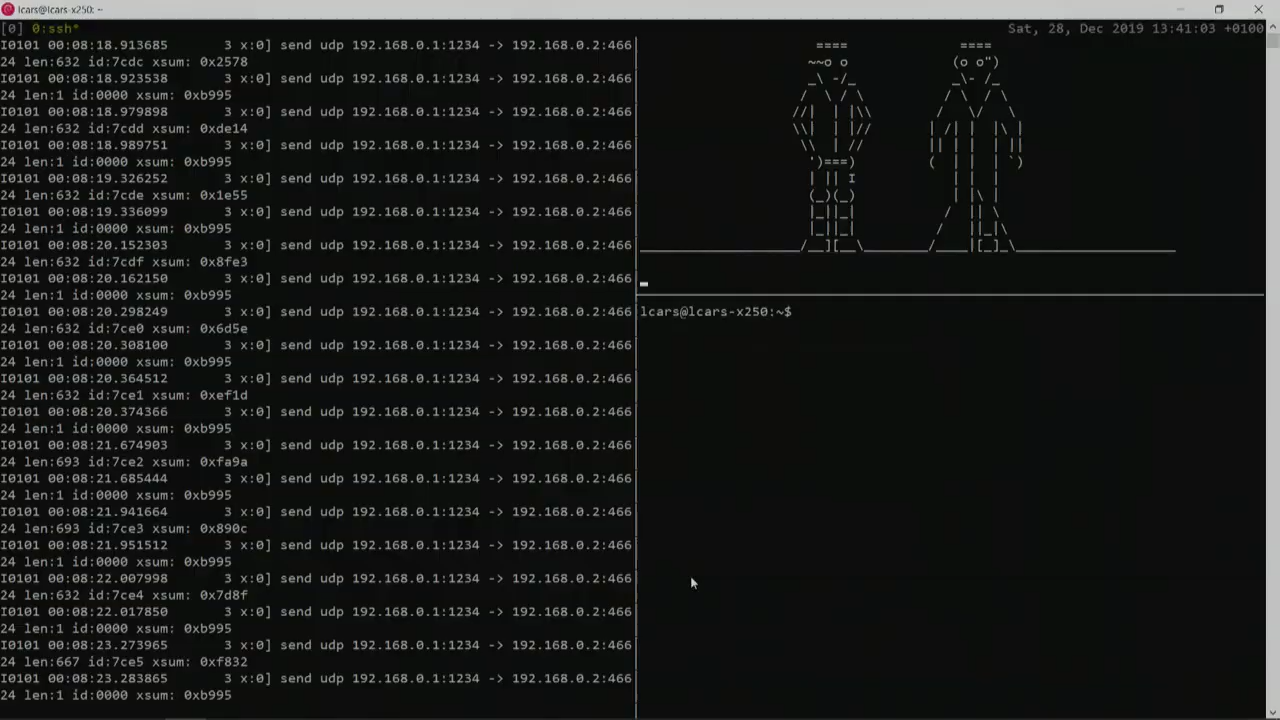 lcars@lcars-x250: ~
[0] 0:ssh*
Sat, 28, Dec 2019 13:41:03 +0100
I0101 00:08:18.913685 3 x:0] send udp 192.168.0.1:1234 -> 192.168.0.2:466
24 len:632 id:7cdc xsum: 0x2578
I0101 00:08:18.923538 3 x:0] send udp 192.168.0.1:1234 -> 192.168.0.2:466
24 len:1 id:0000 xsum: 0xb995
I0101 00:08:18.979898 3 x:0] send udp 192.168.0.1:1234 -> 192.168.0.2:466
24 len:632 id:7cdd xsum: 0xde14
I0101 00:08:18.989751 3 x:0] send udp 192.168.0.1:1234 -> 192.168.0.2:466
24 len:1 id:0000 xsum: 0xb995
I0101 00:08:19.326252 3 x:0] send udp 192.168.0.1:1234 -> 192.168.0.2:466
24 len:632 id:7cde xsum: 0x1e55
I0101 00:08:19.336099 3 x:0] send udp 192.168.0.1:1234 -> 192.168.0.2:466
24 len:1 id:0000 xsum: 0xb995
I0101 00:08:20.152303 3 x:0] send udp 192.168.0.1:1234 -> 192.168.0.2:466
24 len:632 id:7cdf xsum: 0x8fe3
I0101 00:08:20.162150 3 x:0] send udp 192.168.0.1:1234 -> 192.168.0.2:466
24 len:1 id:0000 xsum: 0xb995
I0101 00:08:20.298249 3 x:0] send udp 192.168.0.1:1234 -> 192.168.0.2:466
24 len:632 id:7ce0 xsum: 0x6d5e
I0101 00:08:20.308100 3 x:0] send udp 192.168.0.1:1234 -> 192.168.0.2:466
24 len:1 id:0000 xsum: 0xb995
I0101 00:08:20.364512 3 x:0] send udp 192.168.0.1:1234 -> 192.168.0.2:466
24 len:632 id:7ce1 xsum: 0xef1d
I0101 00:08:20.374366 3 x:0] send udp 192.168.0.1:1234 -> 192.168.0.2:466
24 len:1 id:0000 xsum: 0xb995
I0101 00:08:21.674903 3 x:0] send udp 192.168.0.1:1234 -> 192.168.0.2:466
24 len:693 id:7ce2 xsum: 0xfa9a
I0101 00:08:21.685444 3 x:0] send udp 192.168.0.1:1234 -> 192.168.0.2:466
24 len:1 id:0000 xsum: 0xb995
I0101 00:08:21.941664 3 x:0] send udp 192.168.0.1:1234 -> 192.168.0.2:466
24 len:693 id:7ce3 xsum: 0x890c
I0101 00:08:21.951512 3 x:0] send udp 192.168.0.1:1234 -> 192.168.0.2:466
24 len:1 id:0000 xsum: 0xb995
I0101 00:08:22.007998 3 x:0] send udp 192.168.0.1:1234 -> 192.168.0.2:466
24 len:632 id:7ce4 xsum: 0x7d8f
I0101 00:08:22.017850 3 x:0] send udp 192.168.0.1:1234 -> 192.168.0.2:466
24 len:1 id:0000 xsum: 0xb995
I0101 00:08:23.273965 3 x:0] send udp 192.168.0.1:1234 -> 192.168.0.2:466
24 len:667 id:7ce5 xsum: 0xf832
I0101 00:08:23.283865 3 x:0] send udp 192.168.0.1:1234 -> 192.168.0.2:466
24 len:1 id:0000 xsum: 0xb995
lcars@lcars-x250:~$